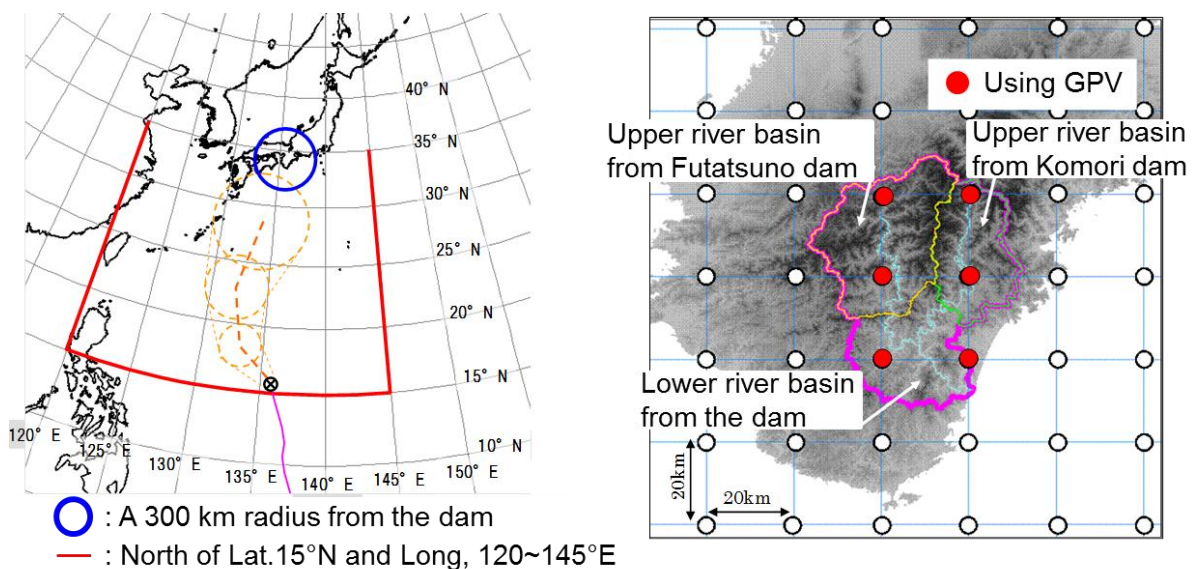 40° N
35° N
30° N
25° N
20° N
15° N
10° N
120° E
125° E
130° E
135° E
140° E
145° E
150° E
: A 300 km radius from the dam
: North of Lat.15°N and Long, 120~145°E
Using GPV
Upper river basin
from Futatsuno dam
Upper river basin
from Komori dam
Lower river basin
from the dam
20km
20km